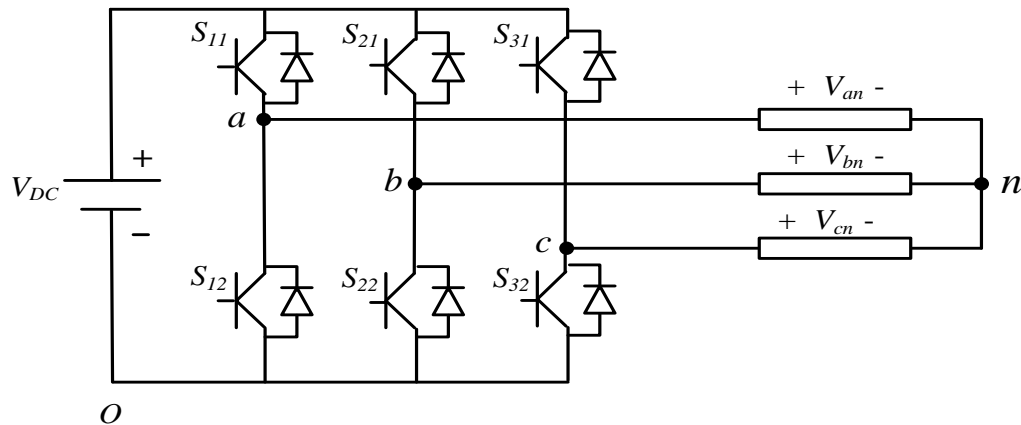 S11
S21
S31
+ Van -
a
+
VDC
−
b
+ Vbn -
n
c
+ Vcn -
S12
S22
S32
o